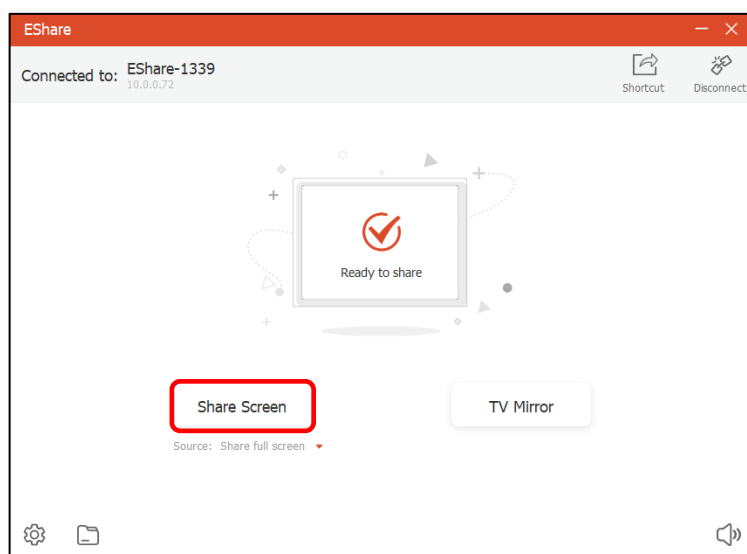 EShare
Connected to: EShare-1339
10.0.0.72
Shortcut
Disconnect
Ready to share
Share Screen
TV Mirror
Source: Share full screen